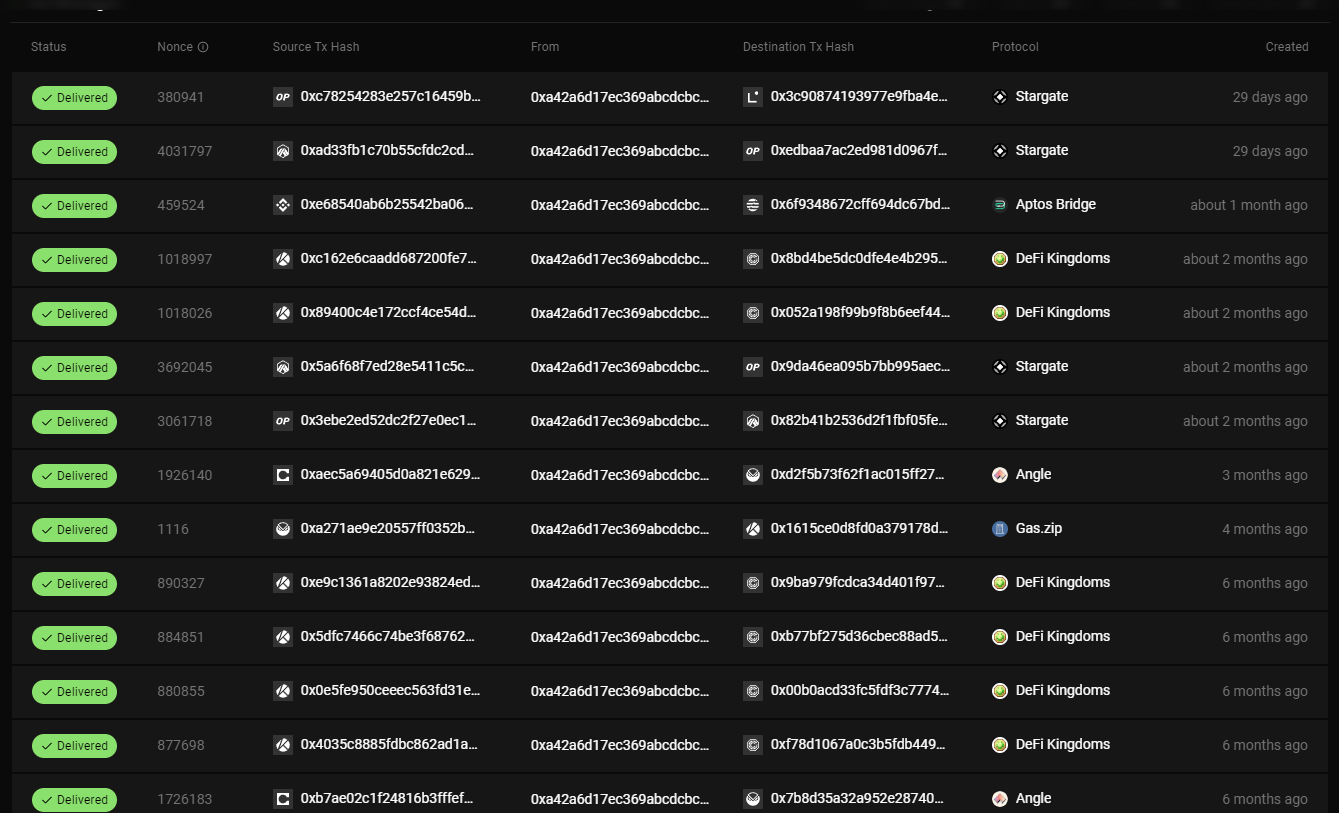 Status Nonce Source Tx Hash From Destination Tx Hash Protocol Created
Delivered 380941 OP 0xc78254283e257c16459b... 0xa42a6d17ec369abcdcbc... 0x3c90874193977e9fba4e... Stargate 29 days ago
Delivered 4031797 0xad33fb1c70b55cfdc2cd... 0xa42a6d17ec369abcdcbc... OP 0xedbaa7ac2ed981d0967f... Stargate 29 days ago
Delivered 459524 0xe68540ab6b25542ba06... 0xa42a6d17ec369abcdcbc... 0x6f9348672cff694dc67bd... Aptos Bridge about 1 month ago
Delivered 1018997 0xc162e6caadd687200fe7... 0xa42a6d17ec369abcdcbc... 0x8bd4be5dc0dfe4e4b295... DeFi Kingdoms about 2 months ago
Delivered 1018026 0x89400c4e172ccf4ce54d... 0xa42a6d17ec369abcdcbc... 0x052a198f99b9f8b6eef44... DeFi Kingdoms about 2 months ago
Delivered 3692045 0x5a6f68f7ed28e5411c5c... 0xa42a6d17ec369abcdcbc... OP 0x9da46ea095b7bb995aec... Stargate about 2 months ago
Delivered 3061718 OP 0x3ebe2ed52dc2f27e0ec1... 0xa42a6d17ec369abcdcbc... 0x82b41b2536d2f1fbf05fe... Stargate about 2 months ago
Delivered 1926140 0xaec5a69405d0a821e629... 0xa42a6d17ec369abcdcbc... 0xd2f5b73f62f1ac015ff27... Angle 3 months ago
Delivered 1116 0xa271ae9e20557ff0352b... 0xa42a6d17ec369abcdcbc... 0x1615ce0d8fd0a379178d... Gas.zip 4 months ago
Delivered 890327 0xe9c1361a8202e93824ed... 0xa42a6d17ec369abcdcbc... 0x9ba979fcdca34d401f97... DeFi Kingdoms 6 months ago
Delivered 884851 0x5dfc7466c74be3f68762... 0xa42a6d17ec369abcdcbc... 0xb77bf275d36cbec88ad5... DeFi Kingdoms 6 months ago
Delivered 880855 0x0e5fe950ceeec563fd31e... 0xa42a6d17ec369abcdcbc... 0x00b0acd33fc5fdf3c7774... DeFi Kingdoms 6 months ago
Delivered 877698 0x4035c8885fdbc862ad1a... 0xa42a6d17ec369abcdcbc... 0xf78d1067a0c3b5fdb449... DeFi Kingdoms 6 months ago
Delivered 1726183 0xb7ae02c1f24816b3fffef... 0xa42a6d17ec369abcdcbc... 0x7b8d35a32a952e28740... Angle 6 months ago